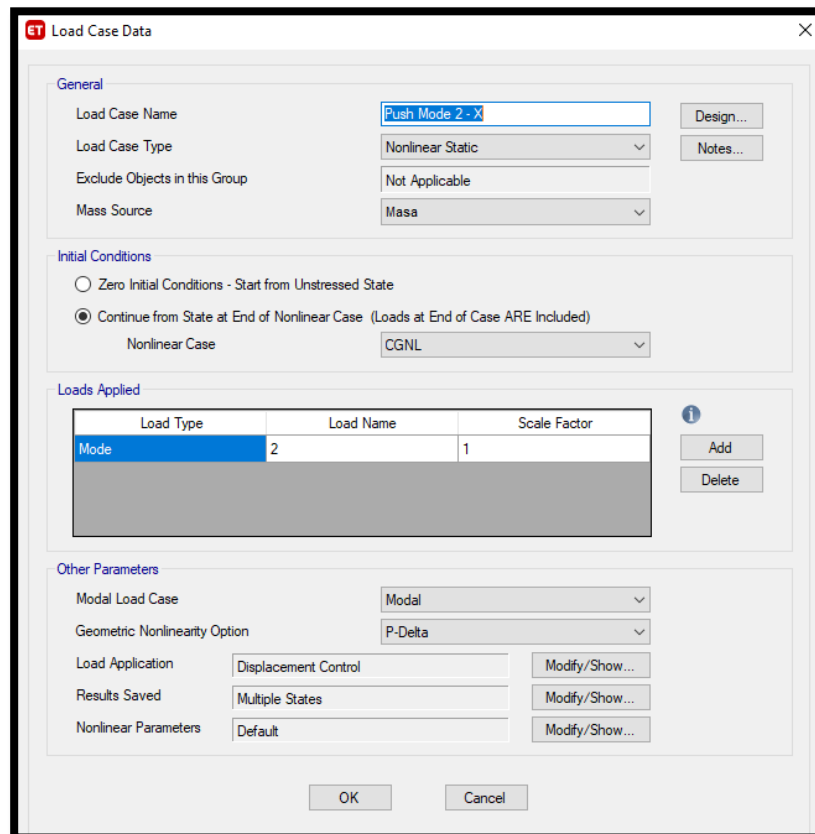 ET Load Case Data
General
Load Case Name Push Mode 2 - X Design...
Load Case Type Nonlinear Static Notes...
Exclude Objects in this Group Not Applicable
Mass Source Masa
Initial Conditions
Zero Initial Conditions - Start from Unstressed State
Continue from State at End of Nonlinear Case (Loads at End of Case ARE Included)
Nonlinear Case CGNL
Loads Applied
Load Type Load Name Scale Factor
Mode 2 1 Add
Delete
Other Parameters
Modal Load Case Modal
Geometric Nonlinearity Option P-Delta
Load Application Displacement Control Modify/Show...
Results Saved Multiple States Modify/Show...
Nonlinear Parameters Default Modify/Show...
OK Cancel